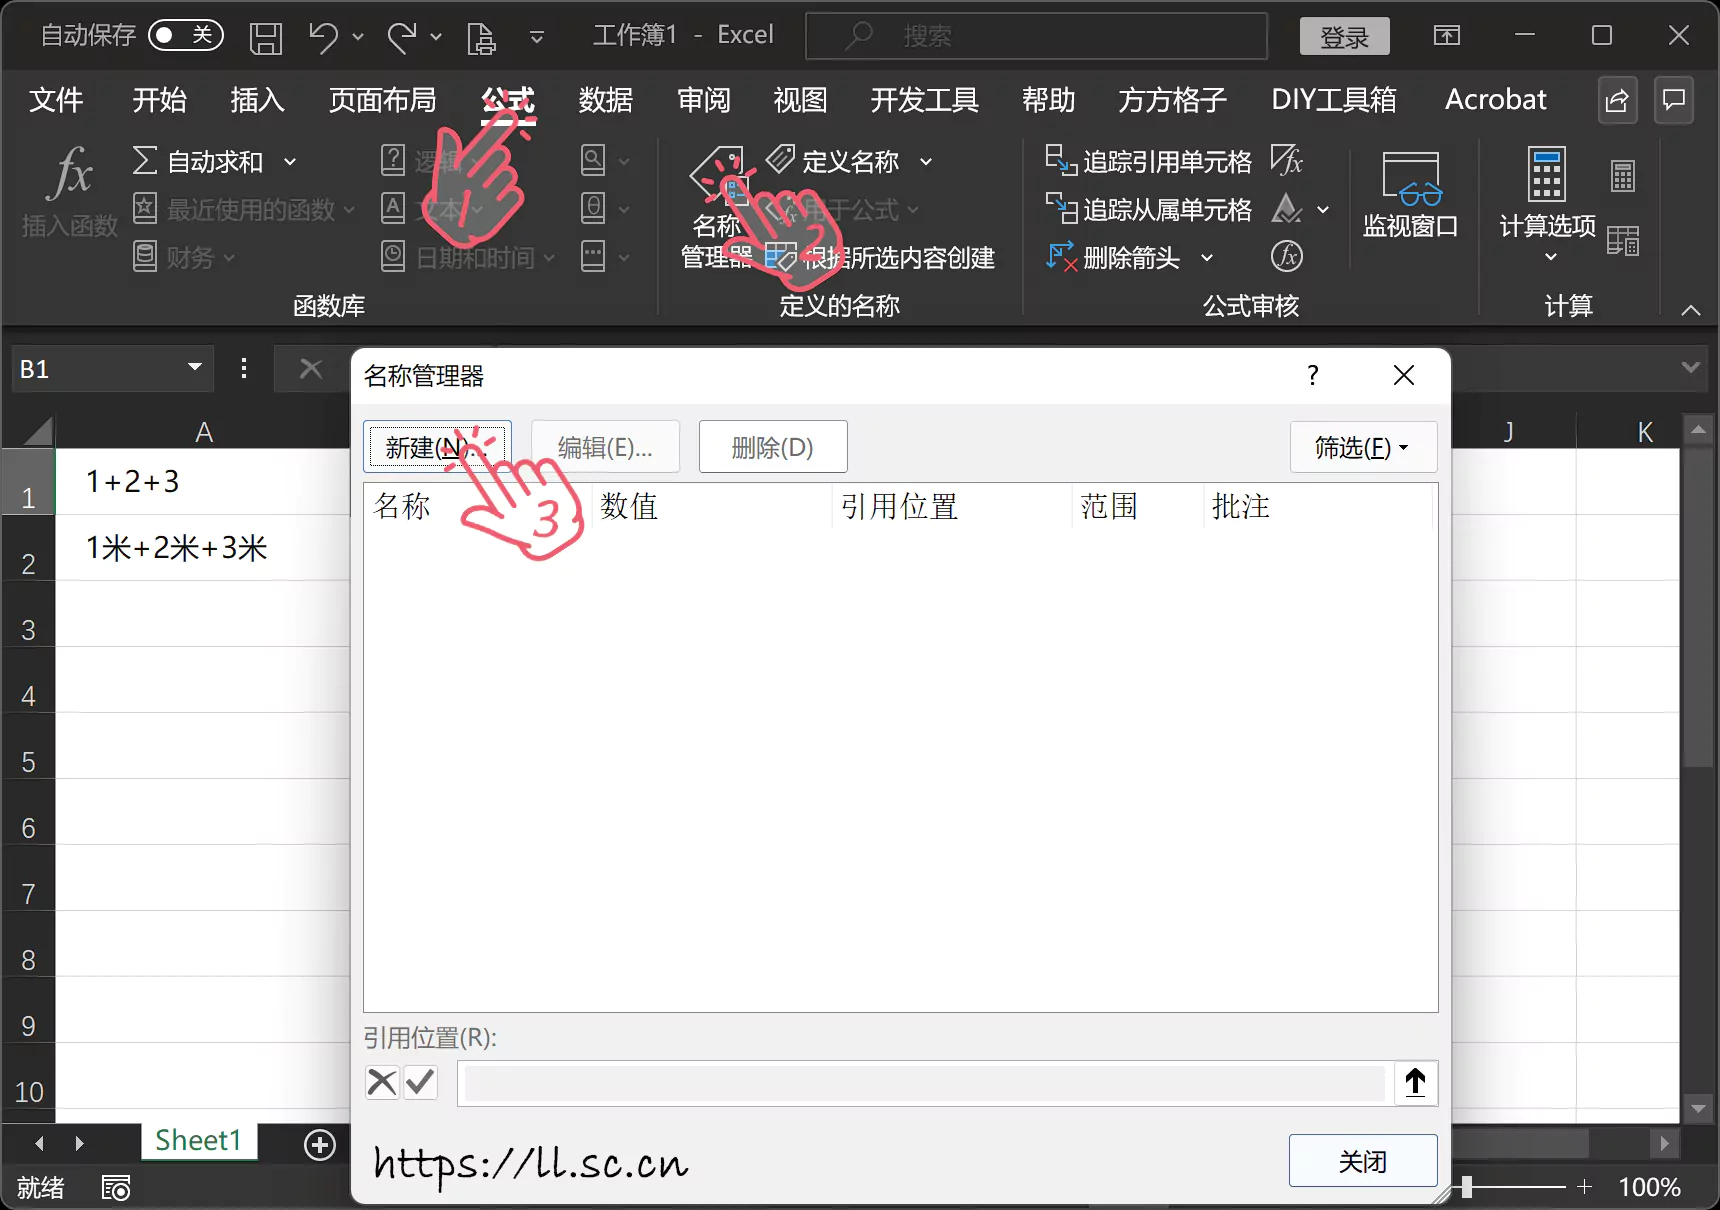 自动保存 关 工作簿1 - Excel 搜索 登录
文件 开始 插入 页面布局 公式 数据 审阅 视图 开发工具 帮助 方方格子 DIY工具箱 Acrobat
fx 插入函数
自动求和
最近使用的函数
财务
逻辑
文本
日期和时间
函数库
名称
管理器
定义名称
用于公式
根据所选内容创建
定义的名称
追踪引用单元格
追踪从属单元格
删除箭头
公式审核
监视窗口
计算选项
计算
1
2
B1
名称管理器 ?
新建(N)... 编辑(E)... 删除(D) 筛选(F)
3
名称 数值 引用位置 范围 批注
引用位置(R):
https://ll.sc.cn
关闭
A J K
1 1+2+3
2 1米+2米+3米
3
4
5
6
7
8
9
10
Sheet1
就绪 100%